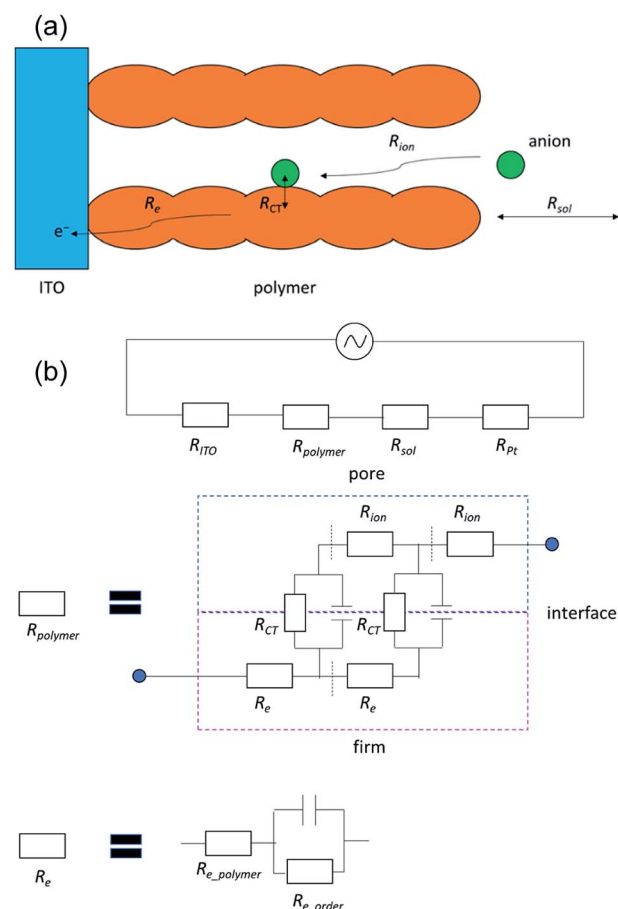 (a)
R_ion
anion
R_e
R_CT
R_sol
e⁻
ITO
polymer
(b)
R_ITO
R_polymer
R_sol
R_Pt
pore
R_ion
R_ion
R_CT
R_CT
interface
R_polymer
R_e
R_e
firm
R_e
R_e_polymer
R_e_order